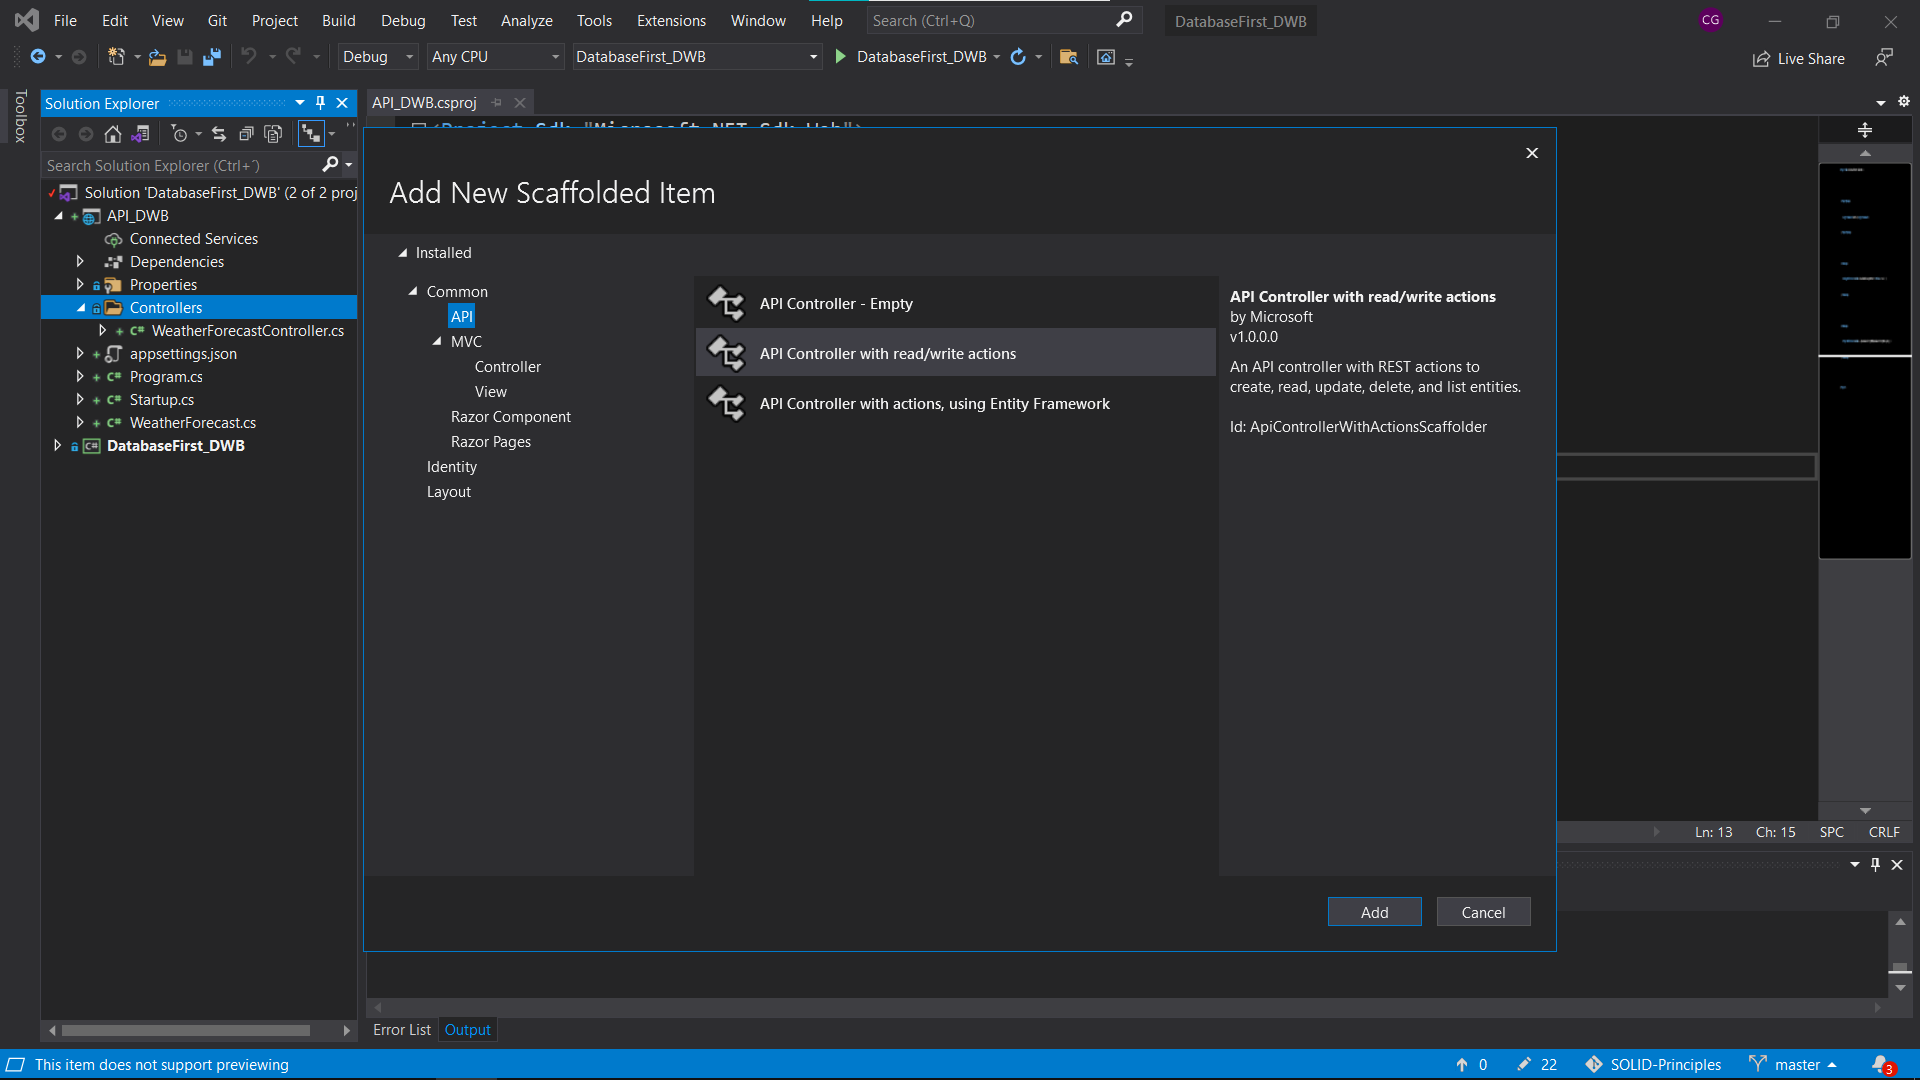 File Edit View Git Project Build Debug Test Analyze Tools Extensions Window Help Search (Ctrl+Q) DatabaseFirst_DWB CG
Debug Any CPU DatabaseFirst_DWB DatabaseFirst_DWB Live Share
Toolbox
Solution Explorer
API_DWB.csproj
Search Solution Explorer (Ctrl+´)
Solution 'DatabaseFirst_DWB' (2 of 2 proj
API_DWB
Connected Services
Dependencies
Properties
Controllers
C# WeatherForecastController.cs
appsettings.json
C# Program.cs
C# Startup.cs
C# WeatherForecast.cs
C# DatabaseFirst_DWB
Add New Scaffolded Item
Installed
Common
API
MVC
Controller
View
Razor Component
Razor Pages
Identity
Layout
API Controller - Empty
API Controller with read/write actions
API Controller with actions, using Entity Framework
API Controller with read/write actions
by Microsoft
v1.0.0.0
An API controller with REST actions to
create, read, update, delete, and list entities.
Id: ApiControllerWithActionsScaffolder
Add Cancel
Ln: 13 Ch: 15 SPC CRLF
Error List Output
This item does not support previewing 0 22 SOLID-Principles master 3